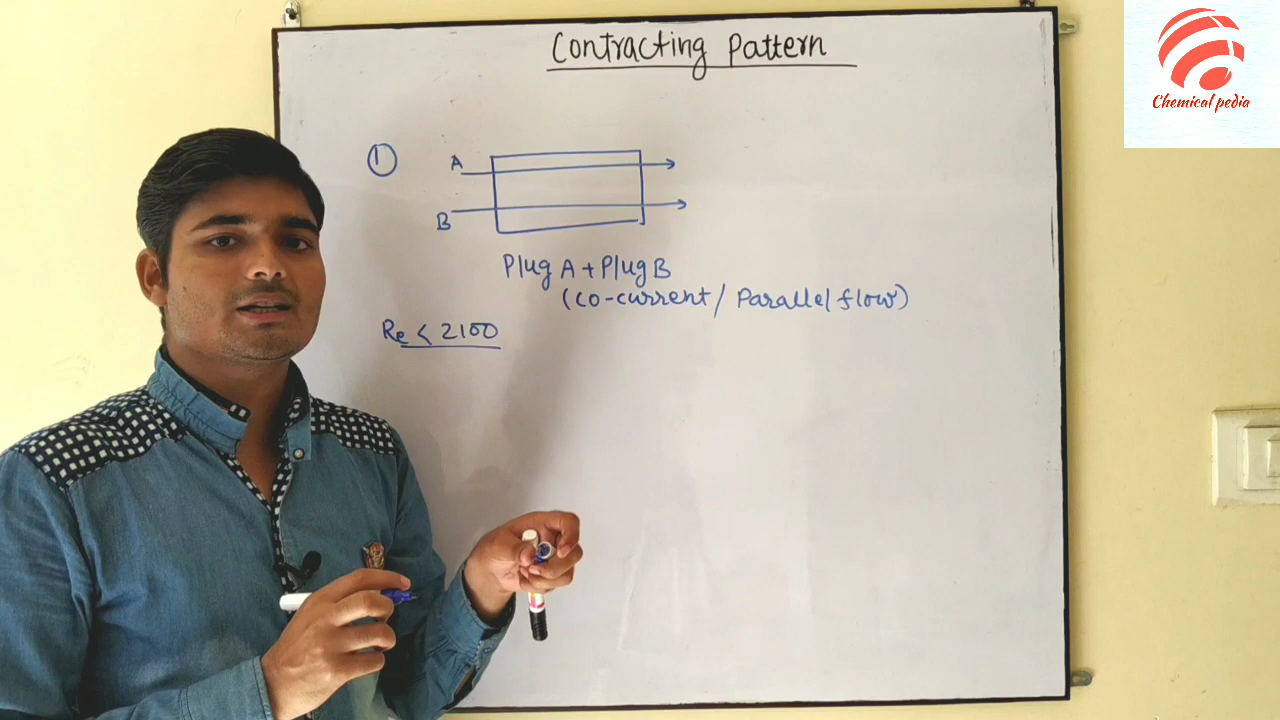 Contracting Pattern
Chemical pedia
1
A
B
Plug A + Plug B
(Co-current / Parallel flow)
Re < 2100